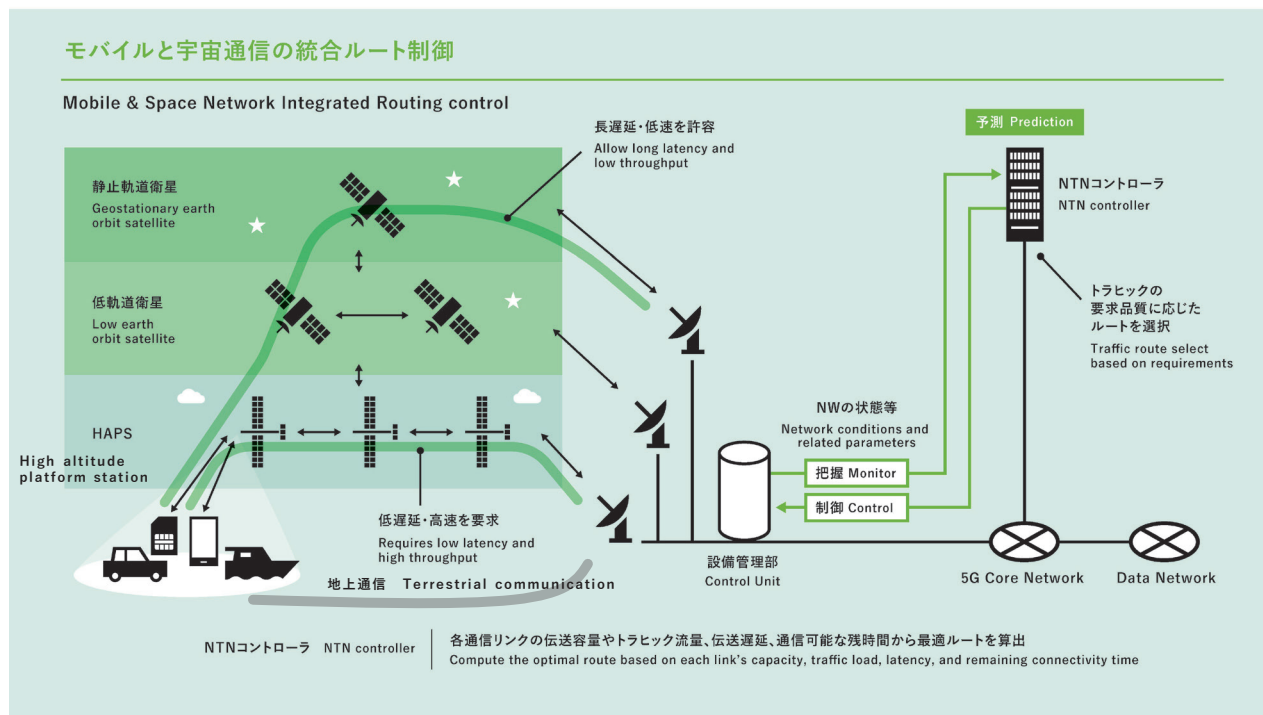 モバイルと宇宙通信の統合ルート制御
Mobile & Space Network Integrated Routing control
長遅延・低速を許容
Allow long latency and
low throughput
予測 Prediction
静止軌道衛星
Geostationary earth
orbit satellite
NTNコントローラ
NTN controller
低軌道衛星
Low earth
orbit satellite
トラヒックの
要求品質に応じた
ルートを選択
Traffic route select
based on requirements
HAPS
High altitude
platform station
NWの状態等
Network conditions and
related parameters
把握 Monitor
制御 Control
低遅延・高速を要求
Requires low latency and
high throughput
設備管理部
Control Unit
5G Core Network
Data Network
地上通信 Terrestrial communication
NTNコントローラ NTN controller
各通信リンクの伝送容量やトラヒック流量、伝送遅延、通信可能な残時間から最適ルートを算出
Compute the optimal route based on each link's capacity, traffic load, latency, and remaining connectivity time